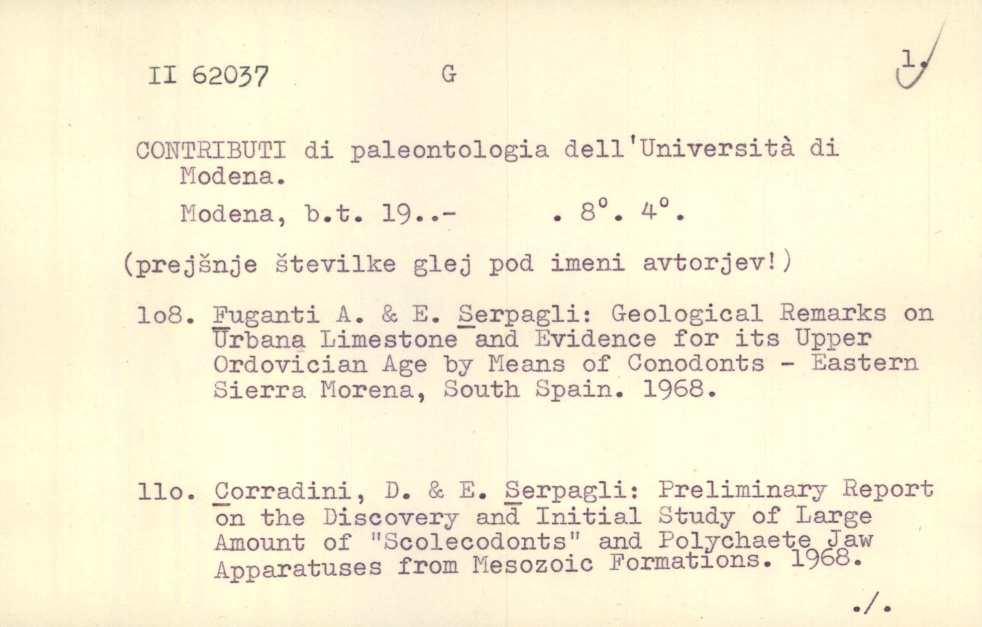 II 62037 G 1.
CONTRIBUTI di paleontologia dell'Università di
Modena.
Modena, b.t. 19..- . 8°. 4°.
(prejšnje številke glej pod imeni avtorjev!)
lo8. Fuganti A. & E. Serpagli: Geological Remarks on
Urbana Limestone and Evidence for its Upper
Ordovician Age by Means of Conodonts - Eastern
Sierra Morena, South Spain. 1968.
llo. Corradini, D. & E. Serpagli: Preliminary Report
on the Discovery and Initial Study of Large
Amount of "Scolecodonts" and Polychaete Jaw
Apparatuses from Mesozoic Formations. 1968.
./.